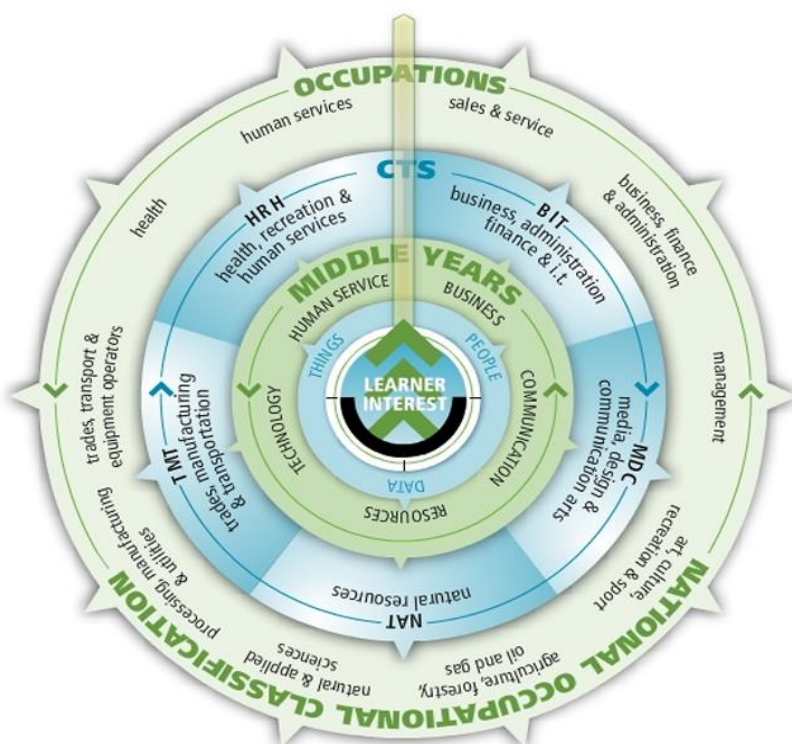 OCCUPATIONS
human services
sales & service
health
business, finance
& administration
trades, transport &
equipment operators
management
processing, manufacturing
& utilities
art, culture,
recreation & sport
natural & applied
sciences
agriculture, forestry,
oil and gas
NATIONAL OCCUPATIONAL CLASSIFICATION
CTS
HRH
health, recreation &
human services
BIT
business, administration
finance & i.t
TMT
trades, manufacturing
& transportation
MDC
media, design &
communication arts
NAT
natural resources
MIDDLE YEARS
HUMAN SERVICE
BUSINESS
TECHNOLOGY
COMMUNICATION
RESOURCES
THINGS
PEOPLE
DATA
LEARNER
INTEREST